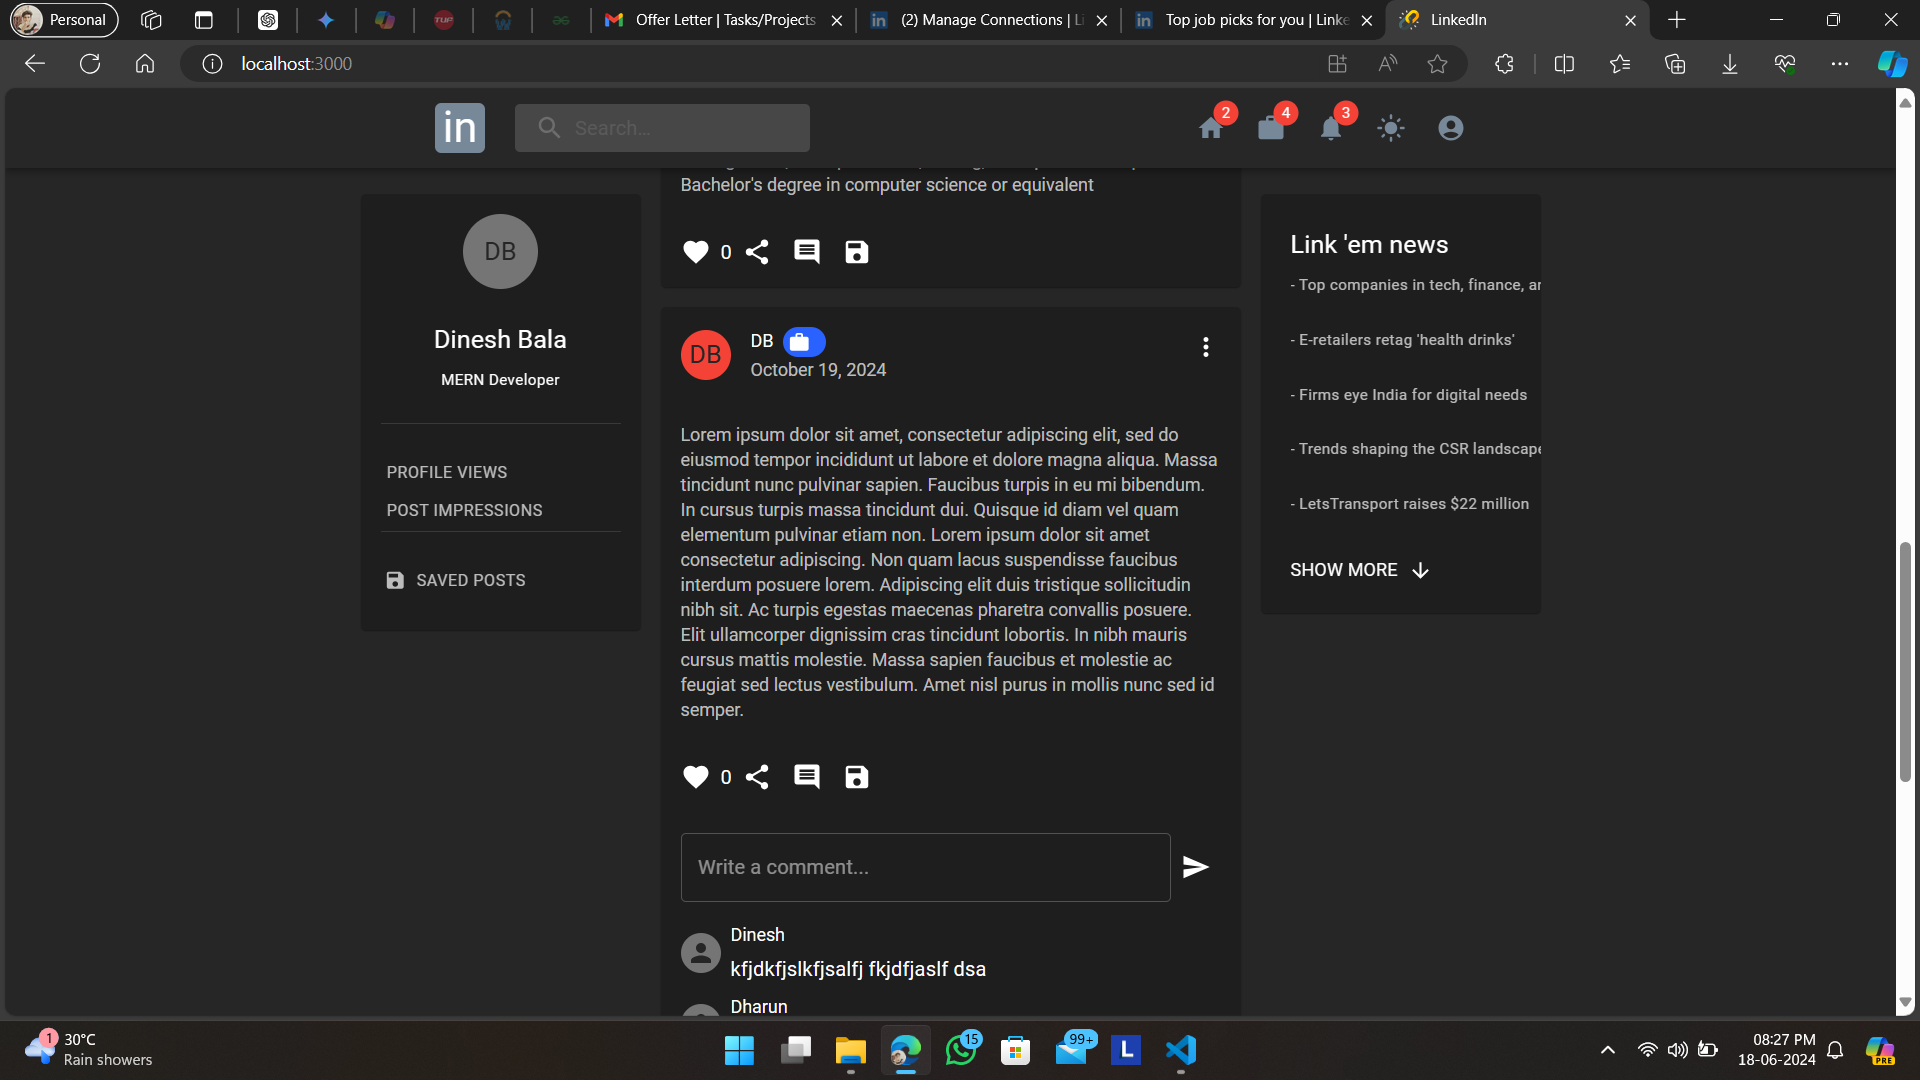 Personal
Offer Letter | Tasks/Projects
(2) Manage Connections | Li
Top job picks for you | Linke
LinkedIn
localhost:3000
in
Search...
2
4
3
Bachelor's degree in computer science or equivalent
0
DB
Dinesh Bala
MERN Developer
PROFILE VIEWS
POST IMPRESSIONS
SAVED POSTS
DB
DB
October 19, 2024
Lorem ipsum dolor sit amet, consectetur adipiscing elit, sed do
eiusmod tempor incididunt ut labore et dolore magna aliqua. Massa
tincidunt nunc pulvinar sapien. Faucibus turpis in eu mi bibendum.
In cursus turpis massa tincidunt dui. Quisque id diam vel quam
elementum pulvinar etiam non. Lorem ipsum dolor sit amet
consectetur adipiscing. Non quam lacus suspendisse faucibus
interdum posuere lorem. Adipiscing elit duis tristique sollicitudin
nibh sit. Ac turpis egestas maecenas pharetra convallis posuere.
Elit ullamcorper dignissim cras tincidunt lobortis. In nibh mauris
cursus mattis molestie. Massa sapien faucibus et molestie ac
feugiat sed lectus vestibulum. Amet nisl purus in mollis nunc sed id
semper.
0
Write a comment...
Dinesh
kfjdkfjslkfjsalfj fkjdfjaslf dsa
Dharun
Link 'em news
- Top companies in tech, finance, an
- E-retailers retag 'health drinks'
- Firms eye India for digital needs
- Trends shaping the CSR landscape
- LetsTransport raises $22 million
SHOW MORE
1
30°C
Rain showers
15
99+
L
08:27 PM
18-06-2024
PRE